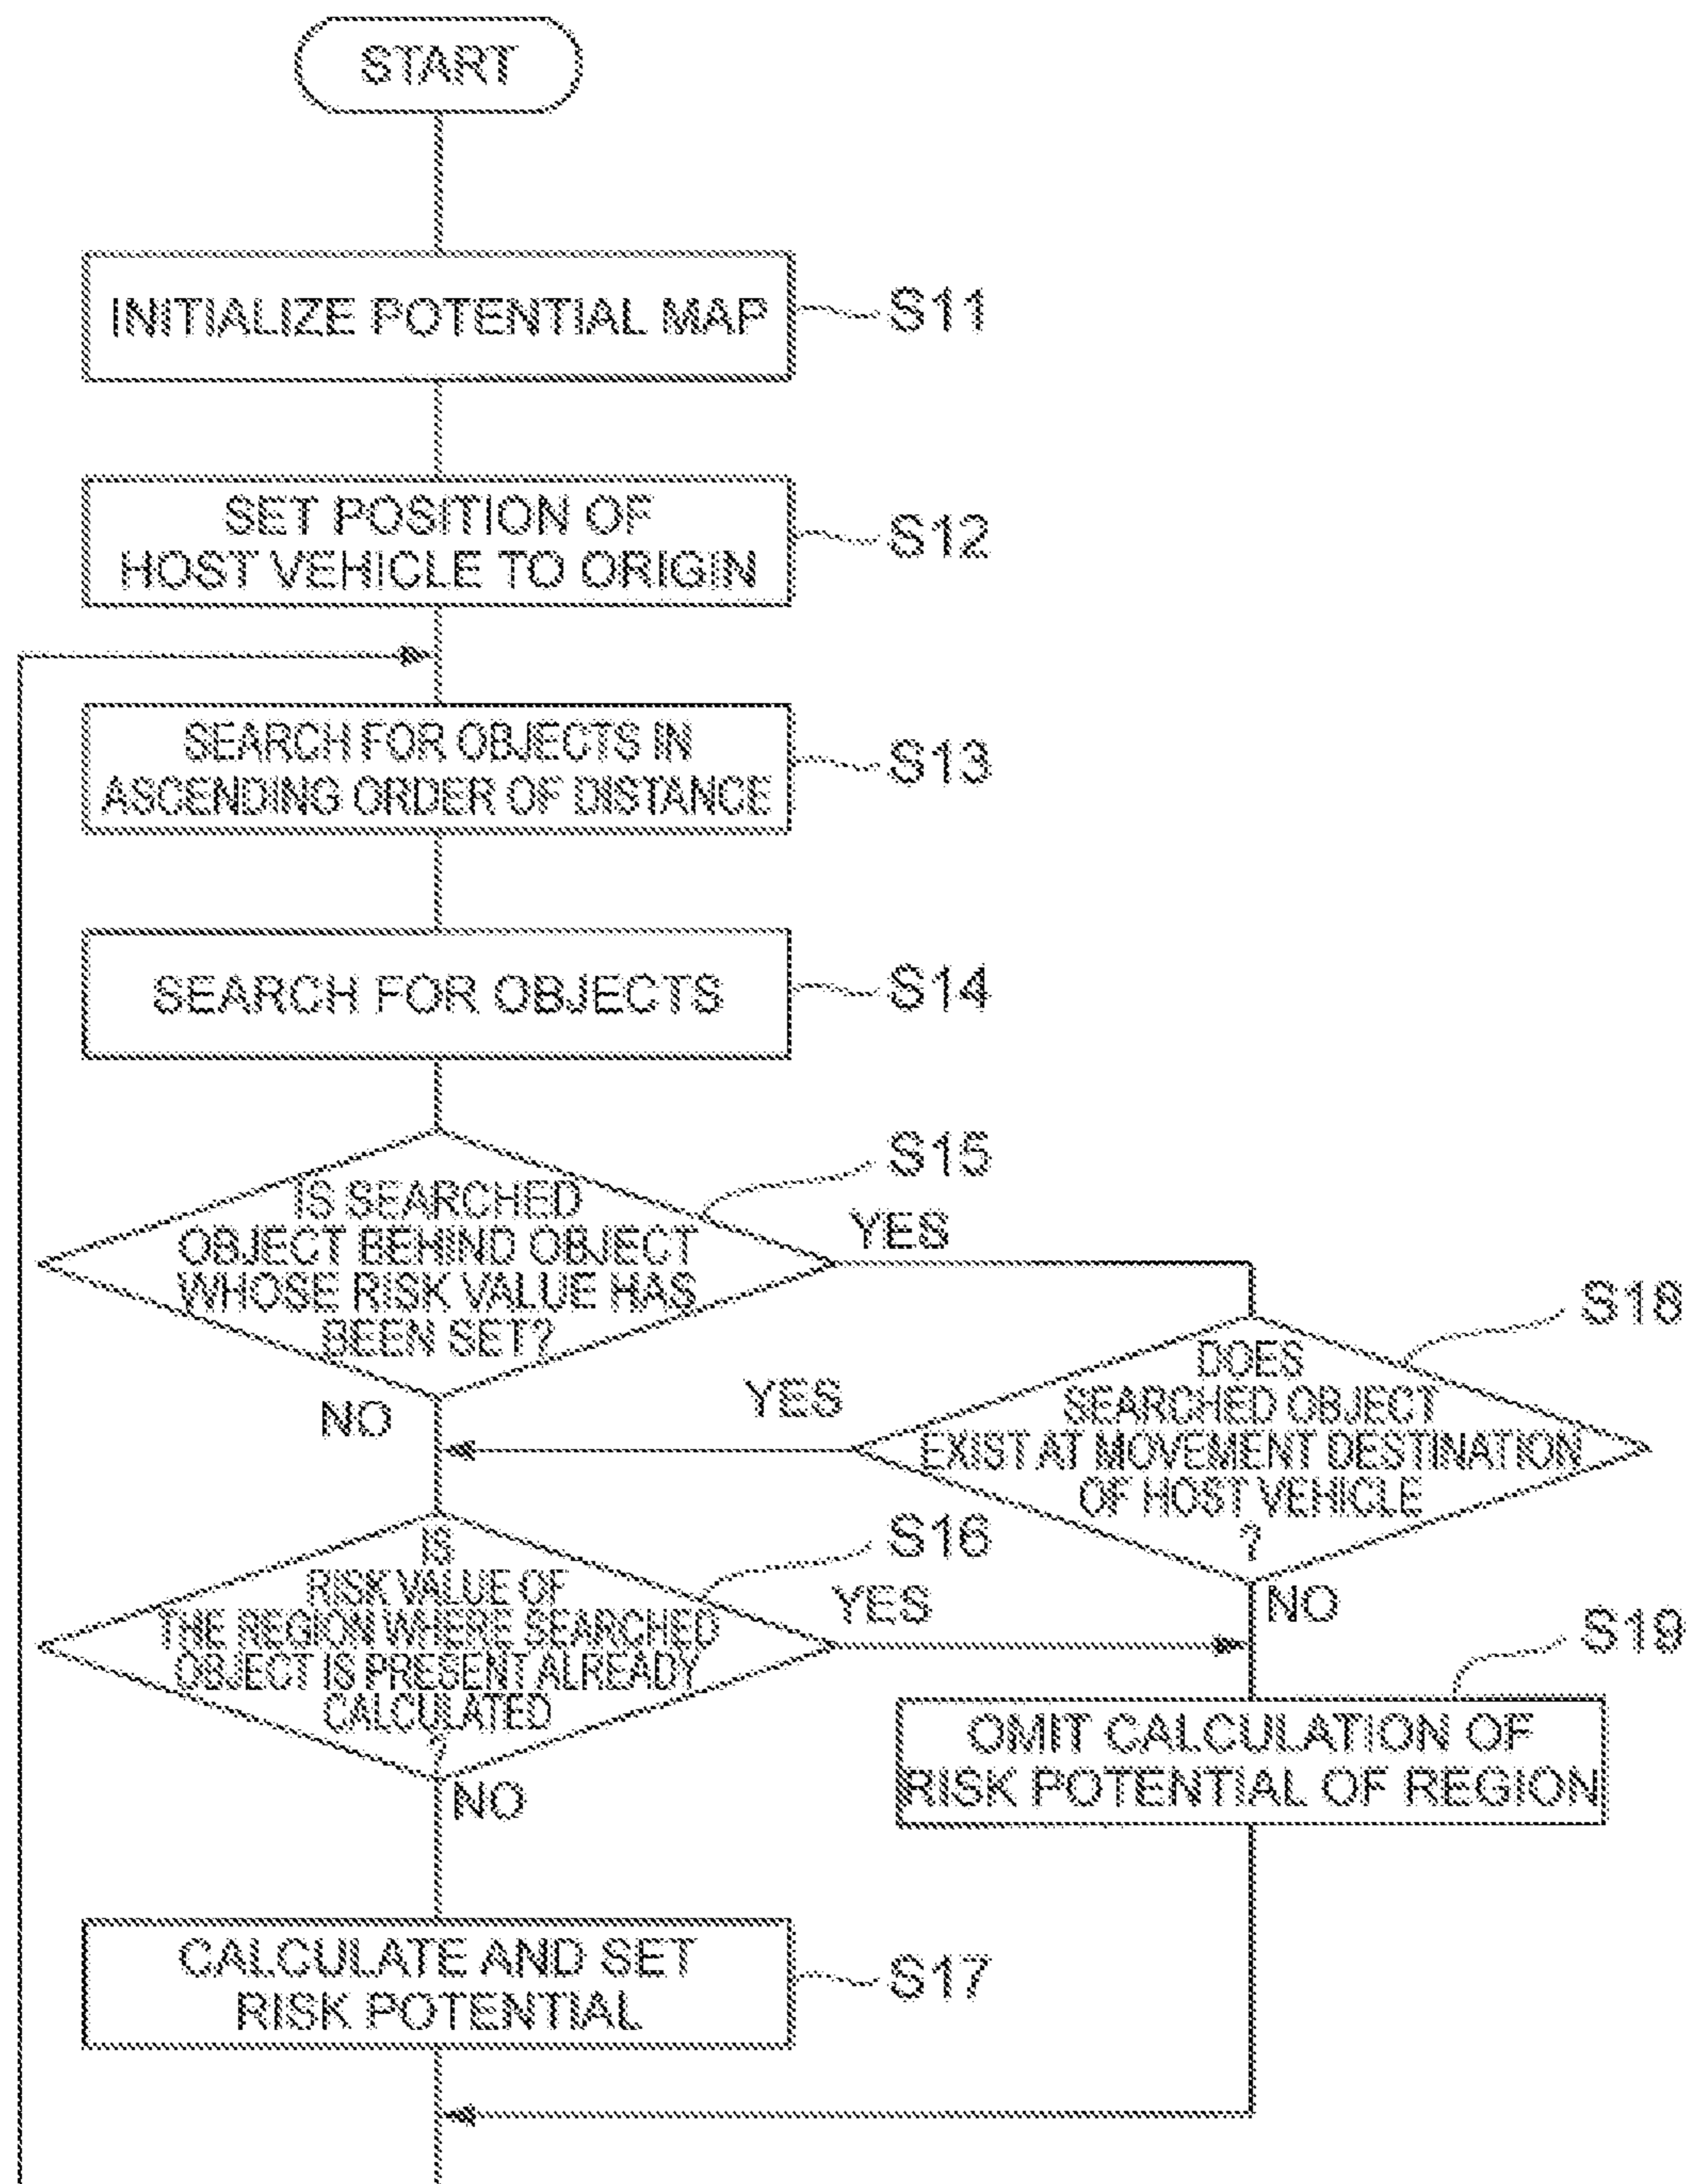 START
INITIALIZE POTENTIAL MAP
S11
SET POSITION OF
HOST VEHICLE TO ORIGIN
S12
SEARCH FOR OBJECTS IN
ASCENDING ORDER OF DISTANCE
S13
SEARCH FOR OBJECTS
S14
IS SEARCHED
OBJECT BEHIND OBJECT
WHOSE RISK VALUE HAS
BEEN SET?
S15
YES
NO
DOES
SEARCHED OBJECT
EXIST AT MOVEMENT DESTINATION
OF HOST VEHICLE
?
S18
YES
NO
IS
RISK VALUE OF
THE REGION WHERE SEARCHED
OBJECT IS PRESENT ALREADY
CALCULATED
?
S16
YES
NO
OMIT CALCULATION OF
RISK POTENTIAL OF REGION
S19
CALCULATE AND SET
RISK POTENTIAL
S17